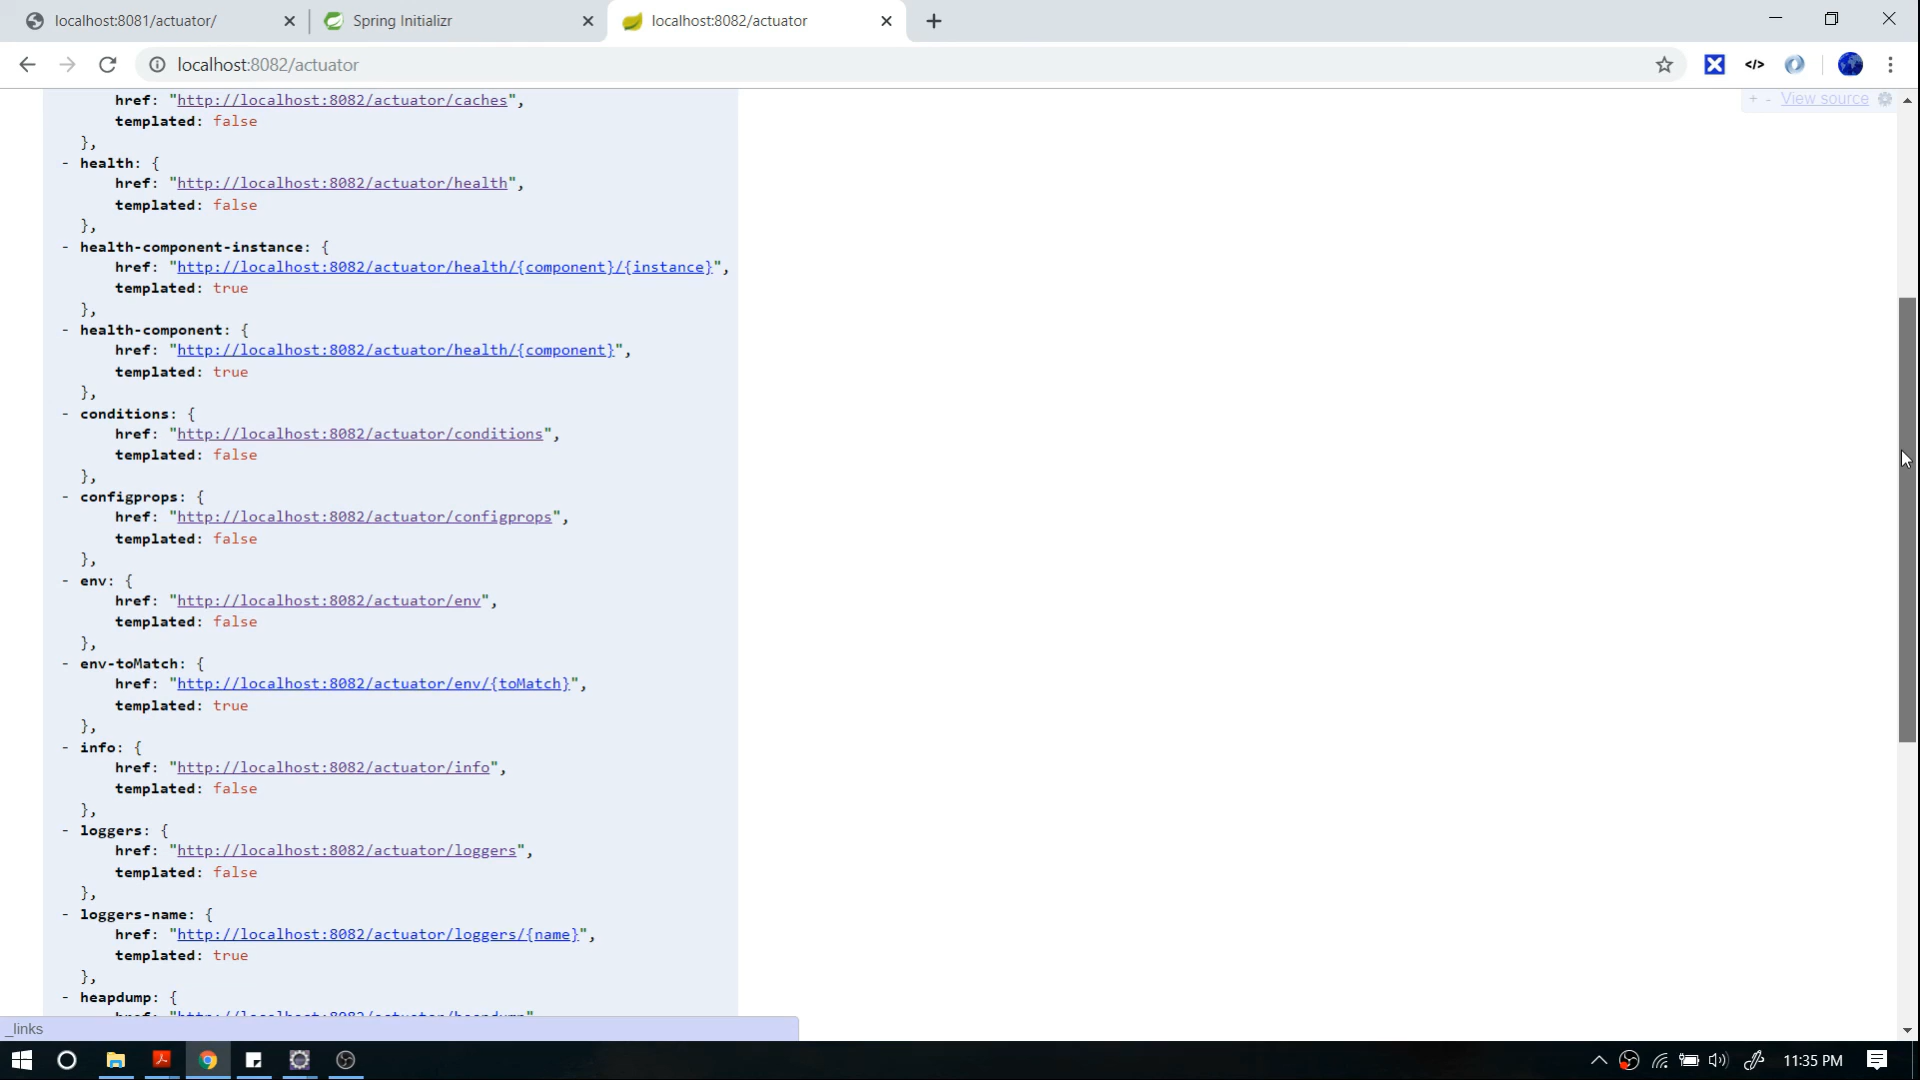 localhost:8081/actuator/
Spring Initializr
localhost:8082/actuator
localhost:8082/actuator
+ - View source
href: "http://localhost:8082/actuator/caches",
templated: false
},
- health: {
href: "http://localhost:8082/actuator/health",
templated: false
},
- health-component-instance: {
href: "http://localhost:8082/actuator/health/{component}/{instance}",
templated: true
},
- health-component: {
href: "http://localhost:8082/actuator/health/{component}",
templated: true
},
- conditions: {
href: "http://localhost:8082/actuator/conditions",
templated: false
},
- configprops: {
href: "http://localhost:8082/actuator/configprops",
templated: false
},
- env: {
href: "http://localhost:8082/actuator/env",
templated: false
},
- env-toMatch: {
href: "http://localhost:8082/actuator/env/{toMatch}",
templated: true
},
- info: {
href: "http://localhost:8082/actuator/info",
templated: false
},
- loggers: {
href: "http://localhost:8082/actuator/loggers",
templated: false
},
- loggers-name: {
href: "http://localhost:8082/actuator/loggers/{name}",
templated: true
},
- heapdump: {
href: "http://localhost:8082/actuator/heapdump"
_links
11:35 PM